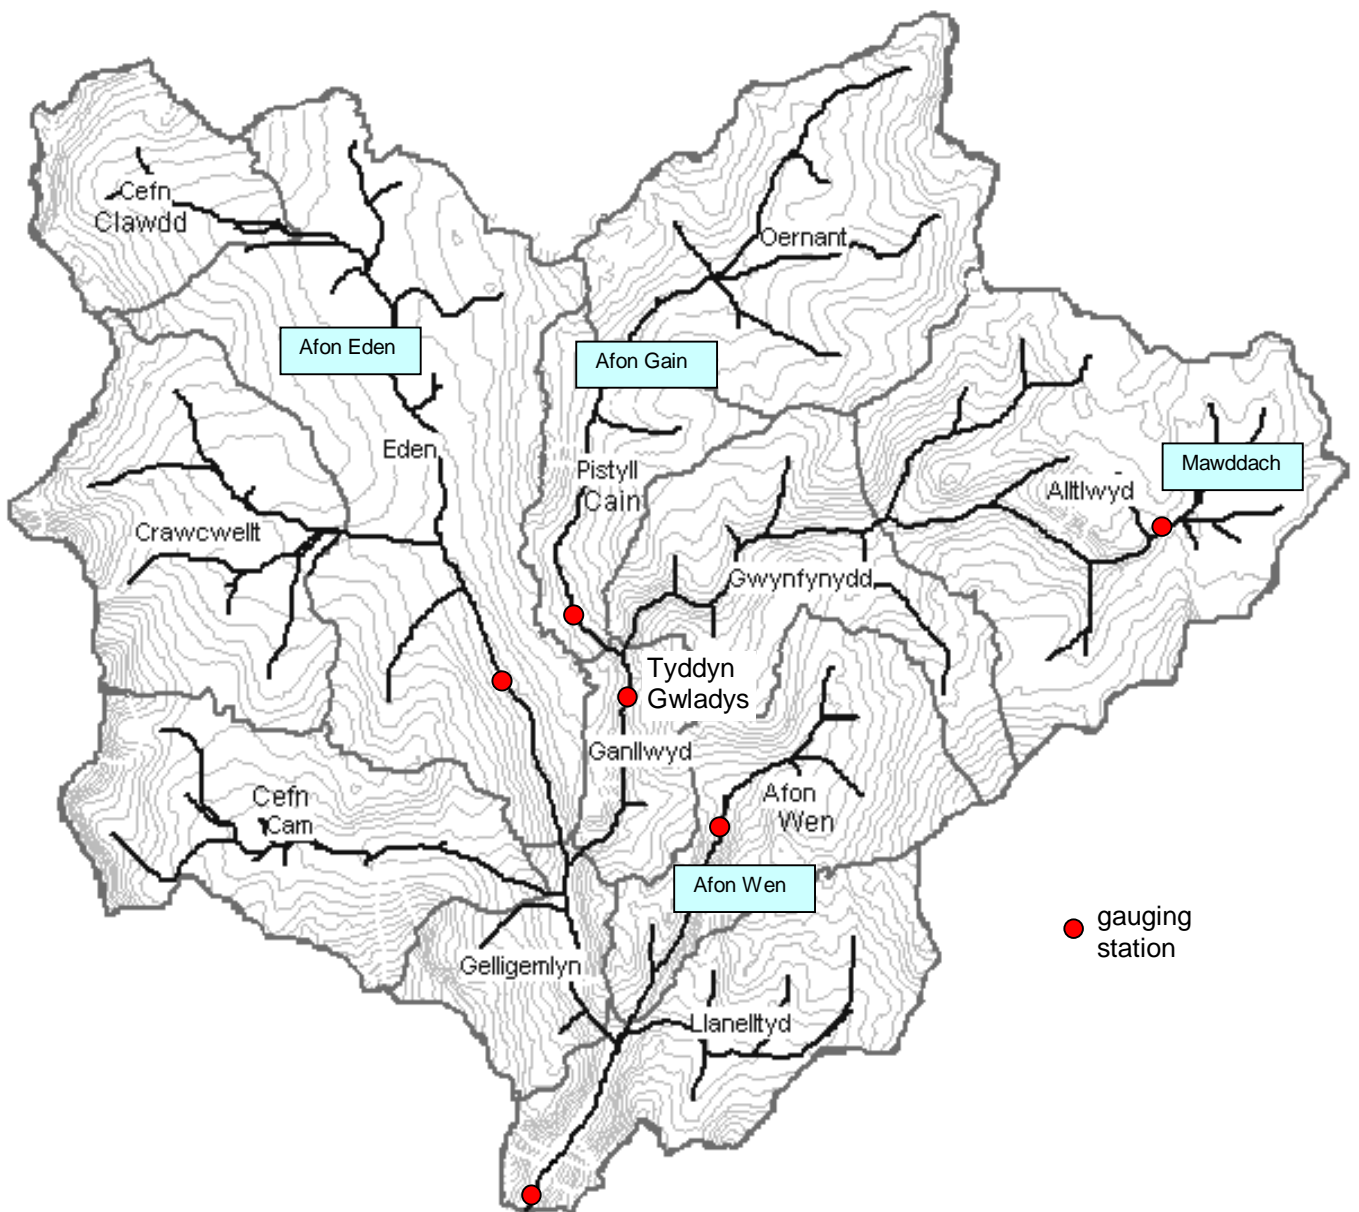 Cefn
Clawdd
Oernant
Afon Eden
Afon Gain
Eden
Pistyll
Cain
Mawddach
Alltlwyd
Crawcwellt
Gwynfynydd
Tyddyn
Gwladys
Ganllwyd
Cefn
Cam
Afon
Wen
Afon Wen
gauging
station
Gelligemlyn
Llanelltyd